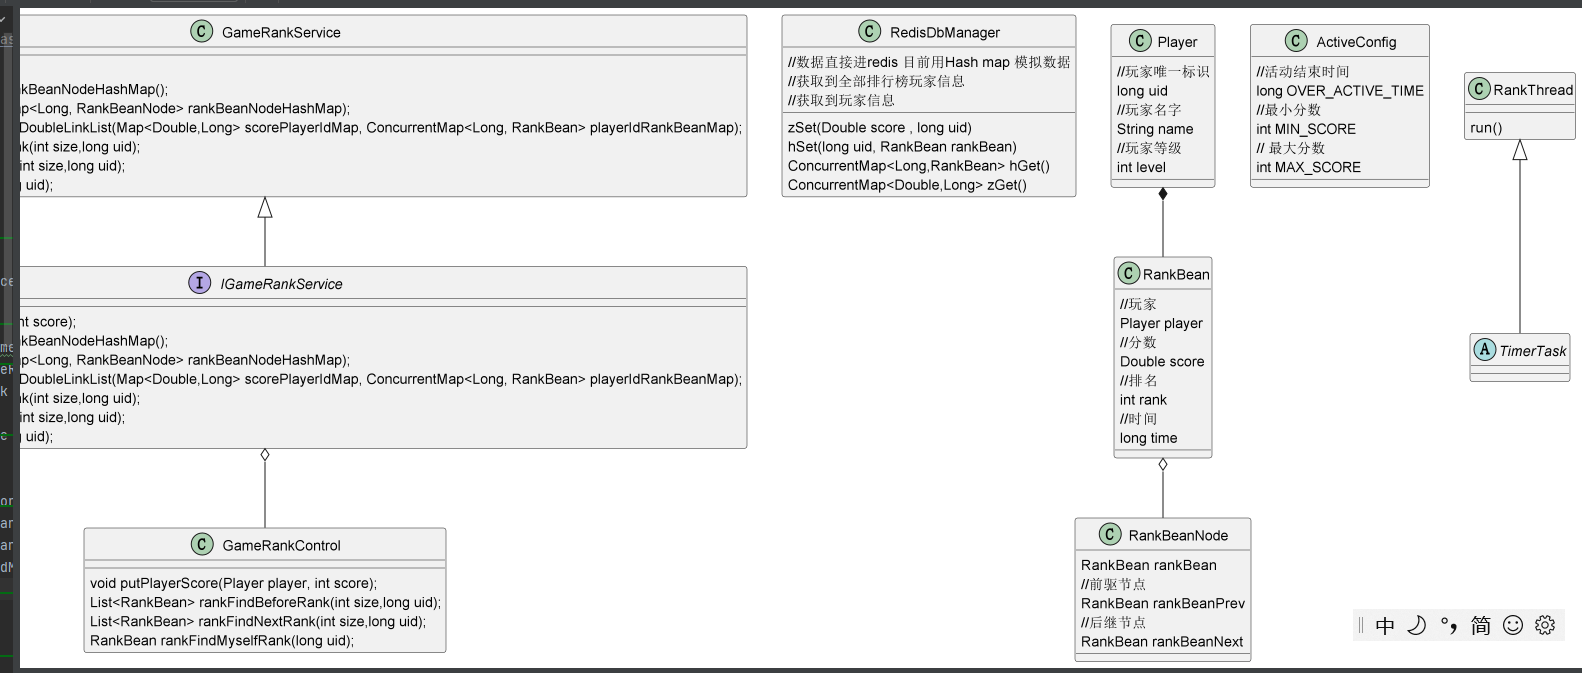 GameRankService
kBeanNodeHashMap();
p<Long, RankBeanNode> rankBeanNodeHashMap);
DoubleLinkList(Map<Double,Long> scorePlayerIdMap, ConcurrentMap<Long, RankBean> playerIdRankBeanMap);
k(int size,long uid);
int size,long uid);
uid);
IGameRankService
nt score);
kBeanNodeHashMap();
p<Long, RankBeanNode> rankBeanNodeHashMap);
DoubleLinkList(Map<Double,Long> scorePlayerIdMap, ConcurrentMap<Long, RankBean> playerIdRankBeanMap);
k(int size,long uid);
int size,long uid);
uid);
GameRankControl
void putPlayerScore(Player player, int score);
List<RankBean> rankFindBeforeRank(int size,long uid);
List<RankBean> rankFindNextRank(int size,long uid);
RankBean rankFindMyselfRank(long uid);
RedisDbManager
//数据直接进redis 目前用Hash map 模拟数据
//获取到全部排行榜玩家信息
//获取到玩家信息
zSet(Double score , long uid)
hSet(long uid, RankBean rankBean)
ConcurrentMap<Long,RankBean> hGet()
ConcurrentMap<Double,Long> zGet()
Player
//玩家唯一标识
long uid
//玩家名字
String name
//玩家等级
int level
RankBean
//玩家
Player player
//分数
Double score
//排名
int rank
//时间
long time
RankBeanNode
RankBean rankBean
//前驱节点
RankBean rankBeanPrev
//后继节点
RankBean rankBeanNext
ActiveConfig
//活动结束时间
long OVER_ACTIVE_TIME
//最小分数
int MIN_SCORE
// 最大分数
int MAX_SCORE
RankThread
run()
TimerTask
中 °, 简